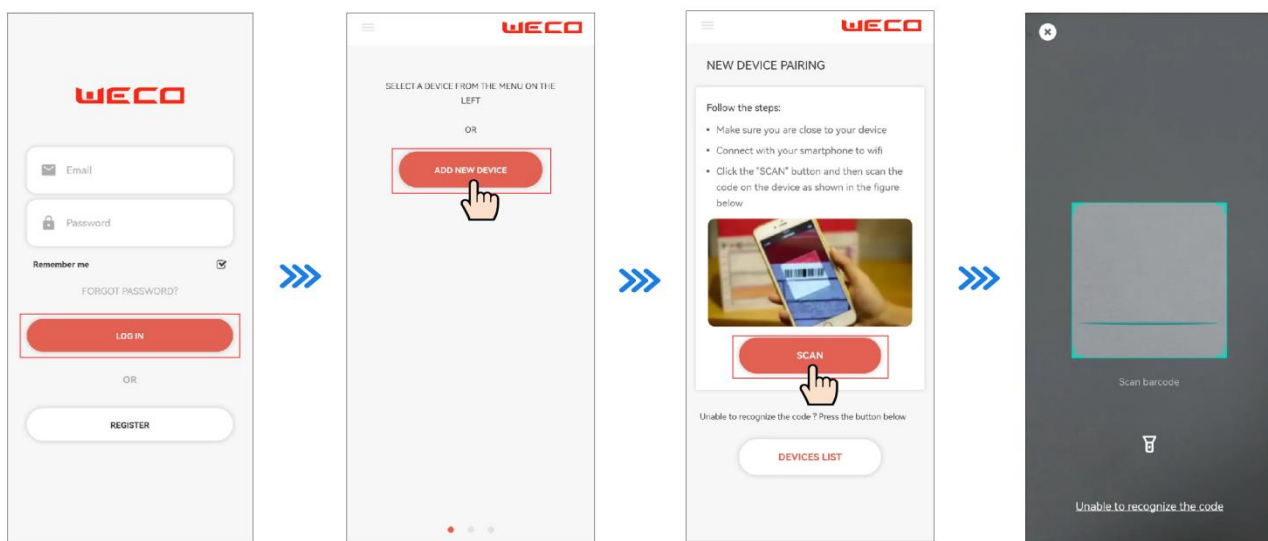 WECO
Email
Password
Remember me
FORGOT PASSWORD?
LOG IN
OR
REGISTER
WECO
SELECT A DEVICE FROM THE MENU ON THE
LEFT
OR
ADD NEW DEVICE
WECO
NEW DEVICE PAIRING
Follow the steps:
• Make sure you are close to your device
• Connect with your smartphone to wifi
• Click the "SCAN" button and then scan the
code on the device as shown in the figure
below
SCAN
Unable to recognize the code ? Press the button below
DEVICES LIST
Scan barcode
Unable to recognize the code